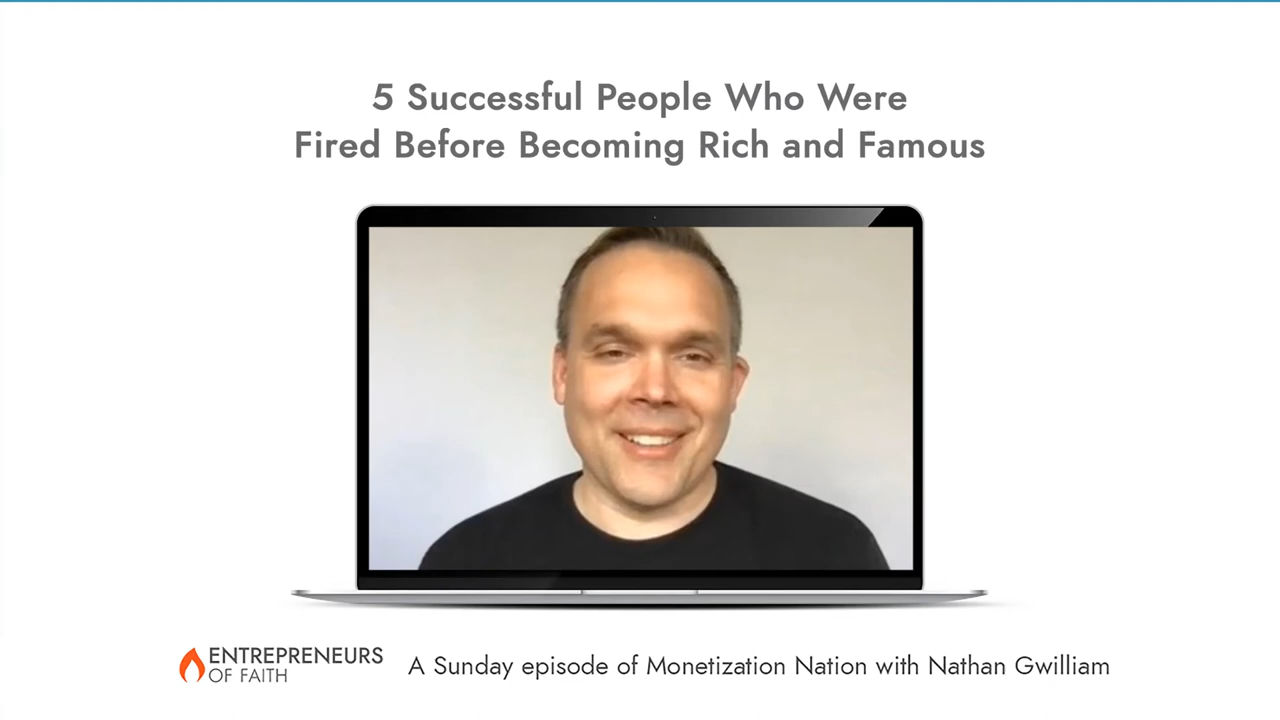 5 Successful People Who Were
Fired Before Becoming Rich and Famous
ENTREPRENEURS
OF FAITH
A Sunday episode of Monetization Nation with Nathan Gwilliam